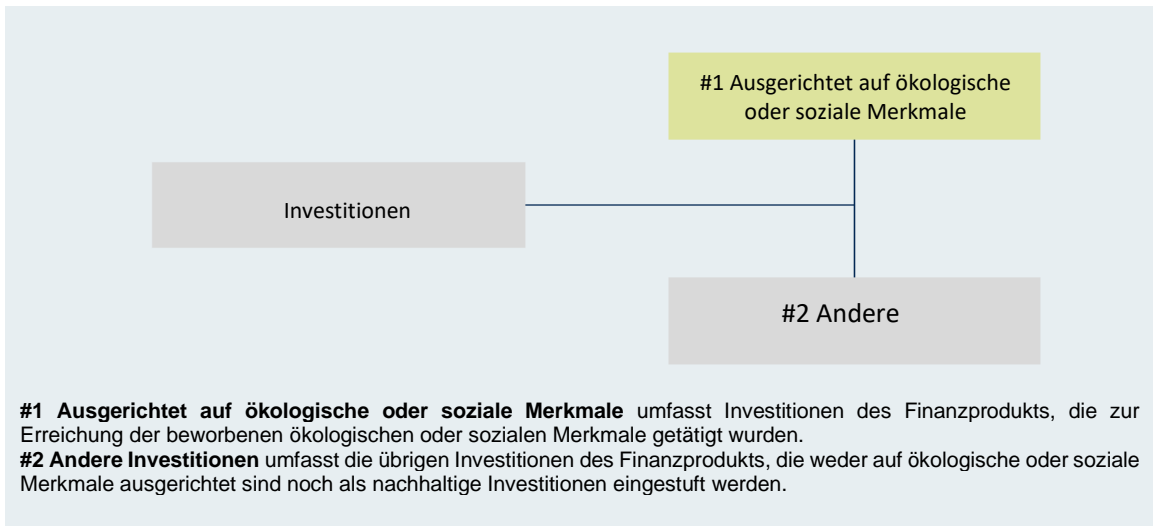 #1 Ausgerichtet auf ökologische
oder soziale Merkmale
Investitionen
#2 Andere
#1 Ausgerichtet auf ökologische oder soziale Merkmale umfasst Investitionen des Finanzprodukts, die zur
Erreichung der beworbenen ökologischen oder sozialen Merkmale getätigt wurden.
#2 Andere Investitionen umfasst die übrigen Investitionen des Finanzprodukts, die weder auf ökologische oder soziale
Merkmale ausgerichtet sind noch als nachhaltige Investitionen eingestuft werden.